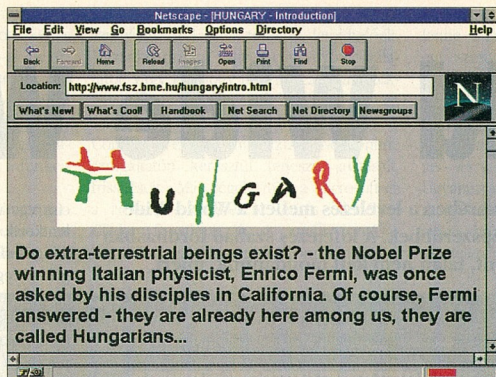 Netscape - [HUNGARY - Introduction]
File Edit View Go Bookmarks Options Directory Help
Back Forward Home Reload Images Open Print Find Stop
Location: http://www.fsz.bme.hu/hungary/intro.html
N
What's New! What's Cool! Handbook Net Search Net Directory Newsgroups
HUNGARY
Do extra-terrestrial beings exist? - the Nobel Prize
winning Italian physicist, Enrico Fermi, was once
asked by his disciples in California. Of course, Fermi
answered - they are already here among us, they are
called Hungarians...